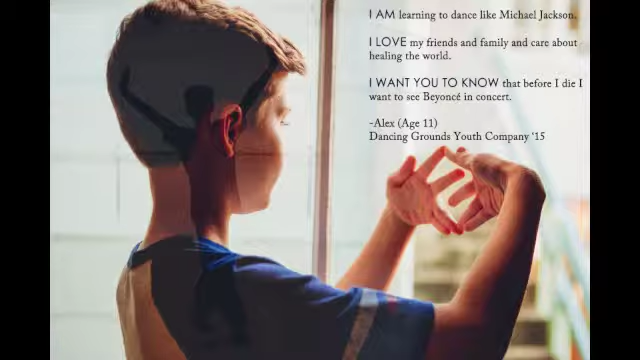 I AM learning to dance like Michael Jackson.
I LOVE my friends and family and care about
healing the world.
I WANT YOU TO KNOW that before I die I
want to see Beyoncé in concert.
-Alex (Age 11)
Dancing Grounds Youth Company '15